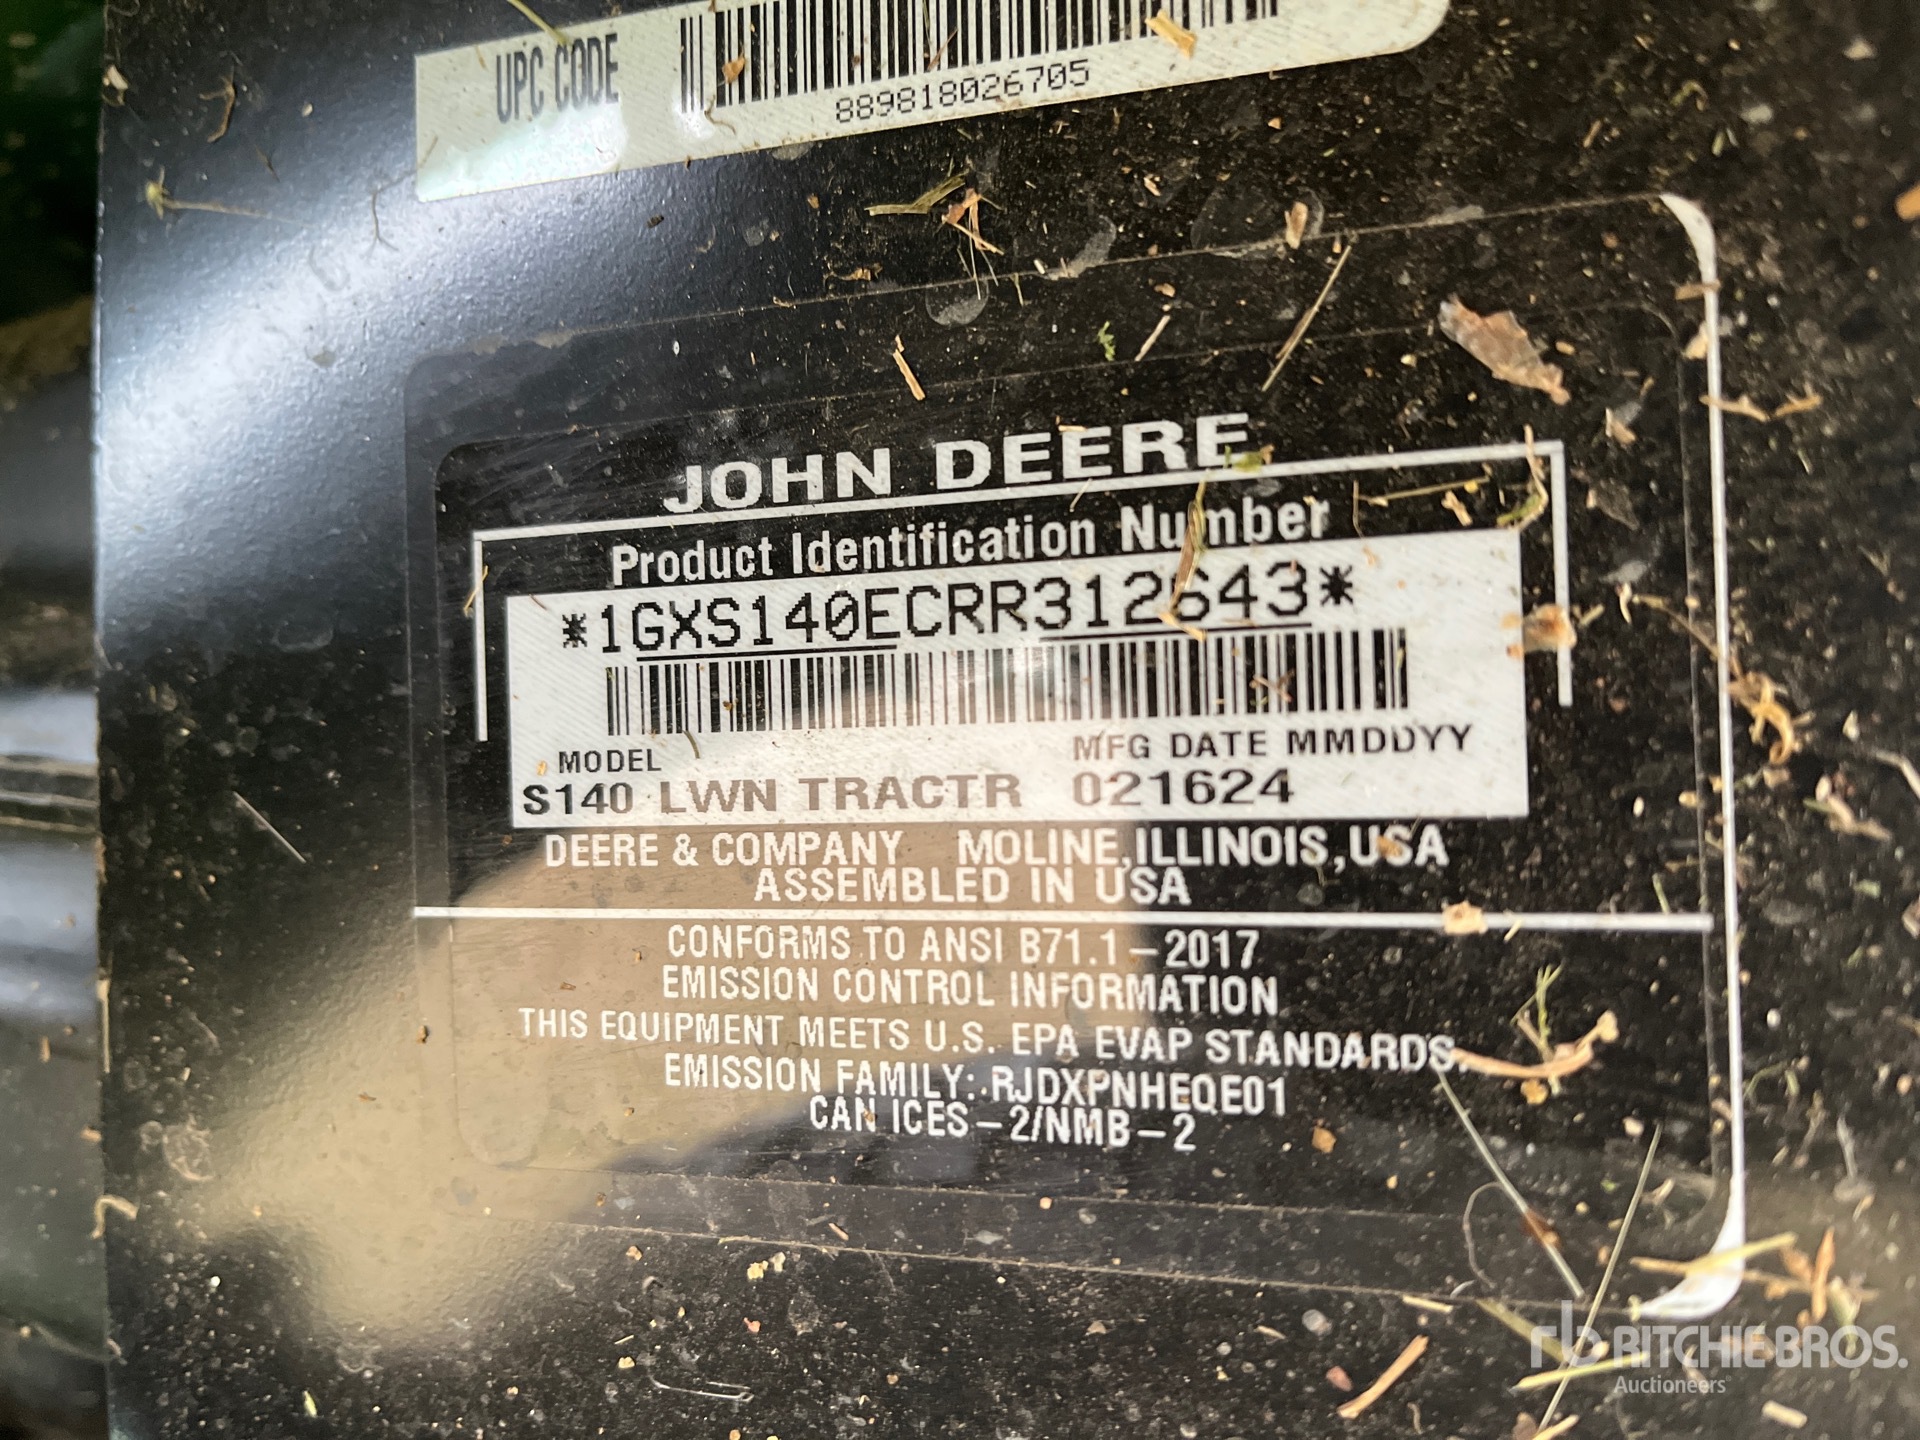 UPC CODE
889818026705
JOHN DEERE
Product Identification Number
*1GXS140ECRR312643*
MODEL MFG DATE MMDDYY
S140 LWN TRACTR 021624
DEERE & COMPANY MOLINE,ILLINOIS,USA
ASSEMBLED IN USA
CONFORMS TO ANSI B71.1-2017
EMISSION CONTROL INFORMATION
THIS EQUIPMENT MEETS U.S. EPA EVAP STANDARDS.
EMISSION FAMILY: RJDXPNHEQE01
CAN ICES-2/NMB-2
rb RITCHIE BROS.
Auctioneers